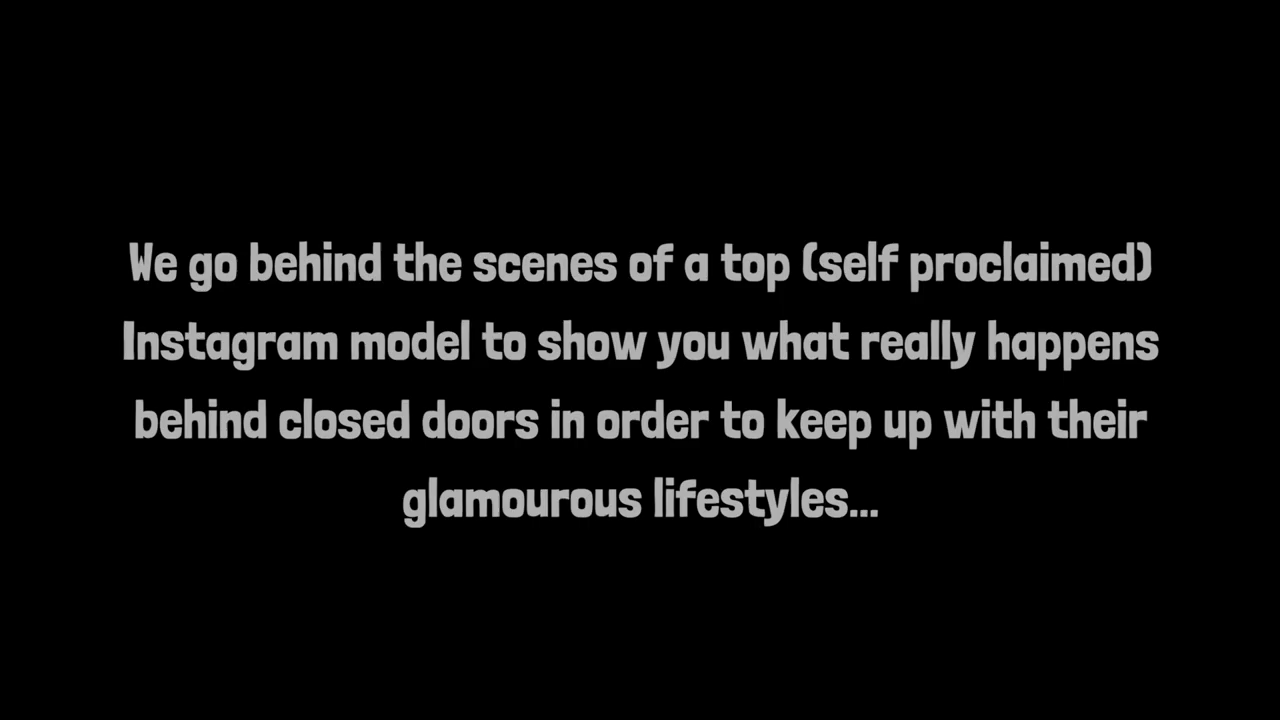 We go behind the scenes of a top (self proclaimed)
Instagram model to show you what really happens
behind closed doors in order to keep up with their
glamourous lifestyles...